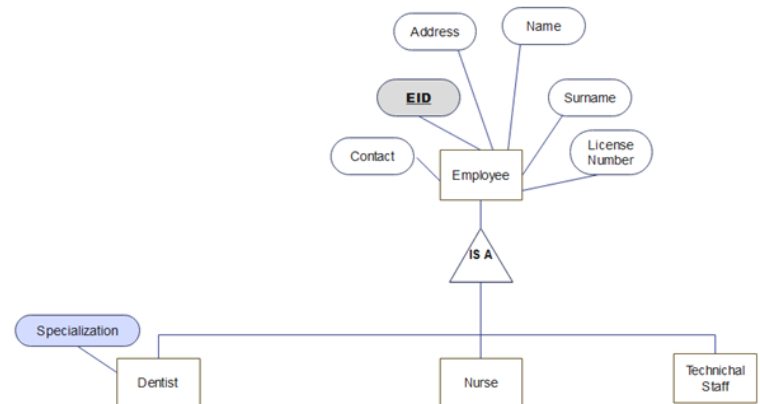 Address
Name
EID
Surname
Contact
License
Number
Employee
IS A
Specialization
Dentist
Nurse
Technichal
Staff